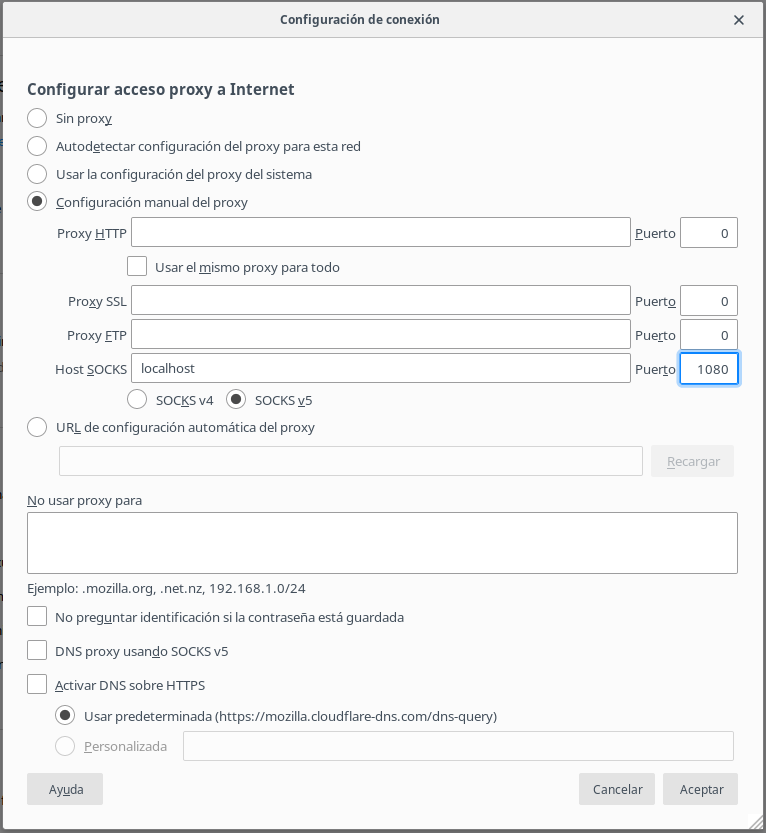 Configuración de conexión
Configurar acceso proxy a Internet
Sin proxy
Autodetectar configuración del proxy para esta red
Usar la configuración del proxy del sistema
Configuración manual del proxy
Proxy HTTP Puerto 0
Usar el mismo proxy para todo
Proxy SSL Puerto 0
Proxy FTP Puerto 0
Host SOCKS localhost Puerto 1080
SOCKS v4 SOCKS v5
URL de configuración automática del proxy
Recargar
No usar proxy para
Ejemplo: .mozilla.org, .net.nz, 192.168.1.0/24
No preguntar identificación si la contraseña está guardada
DNS proxy usando SOCKS v5
Activar DNS sobre HTTPS
Usar predeterminada (https://mozilla.cloudflare-dns.com/dns-query)
Personalizada
Ayuda Cancelar Aceptar